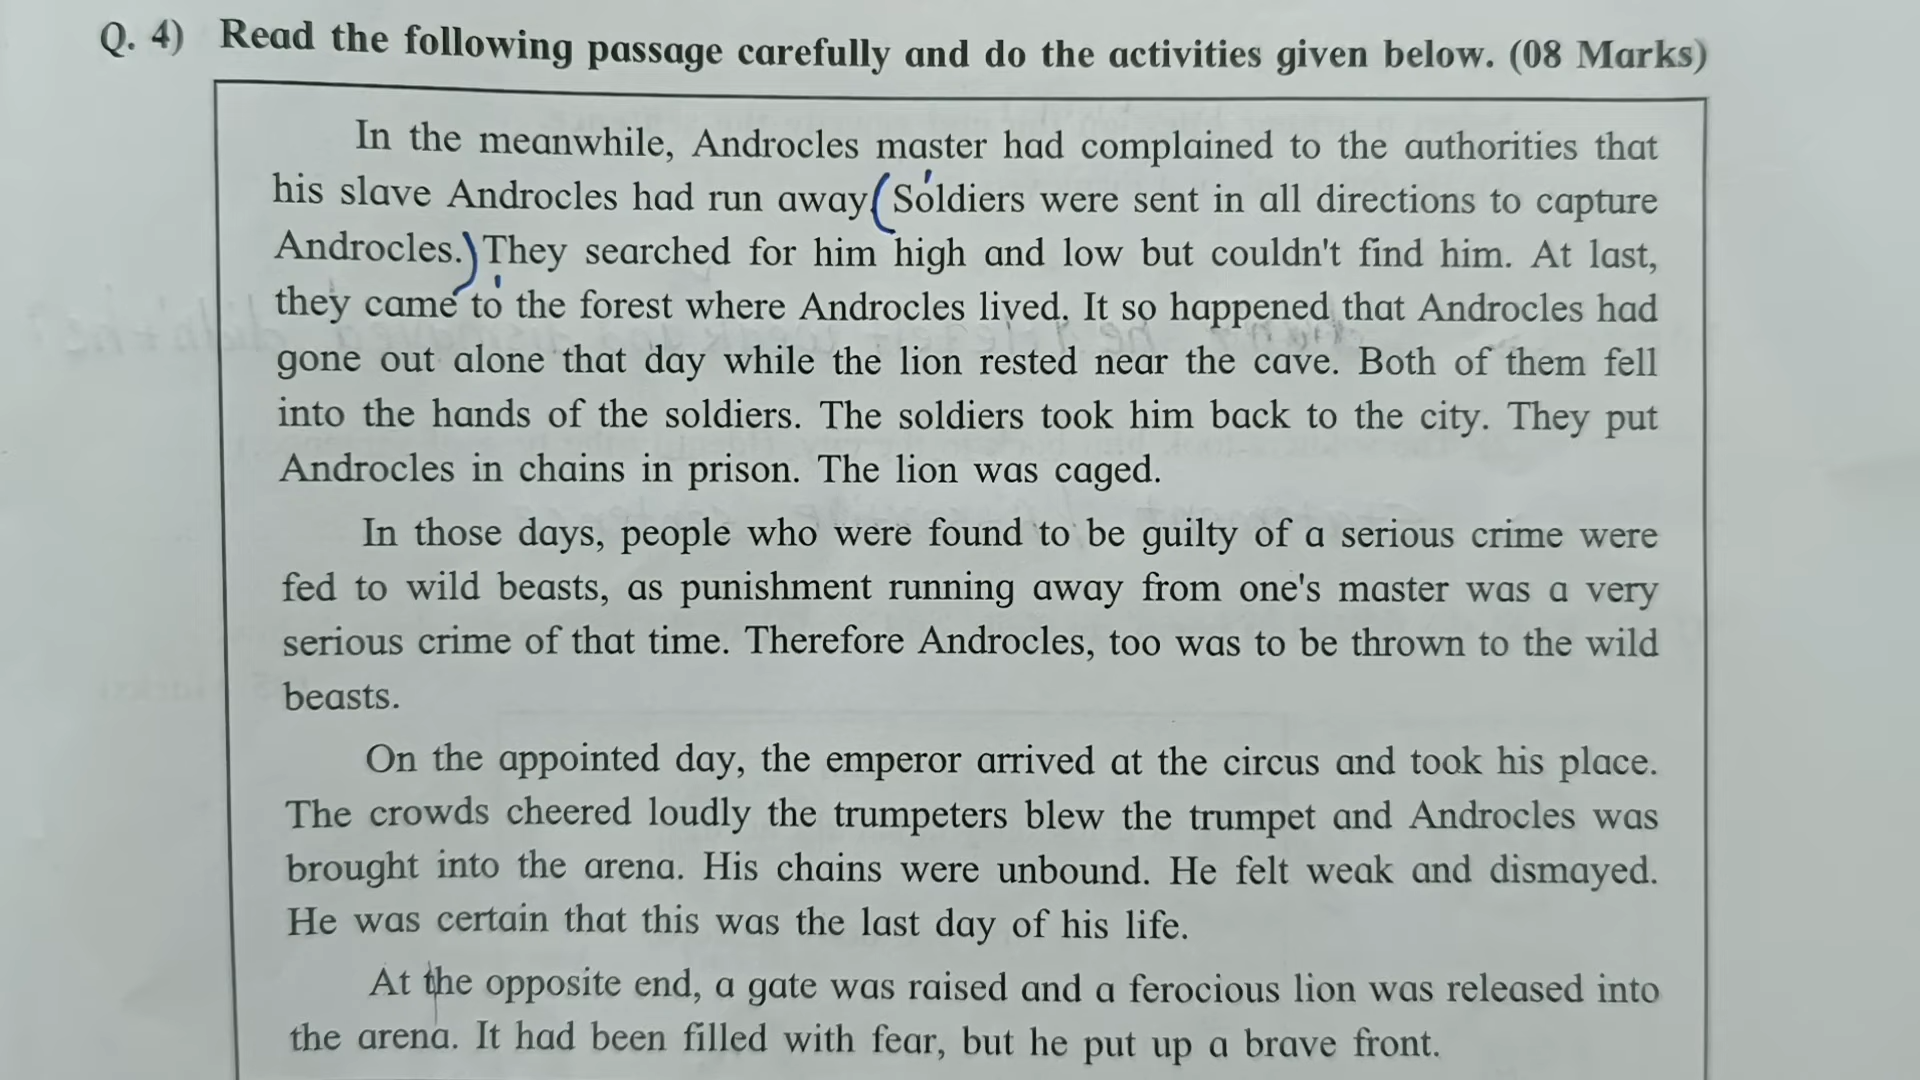 Q. 4) Read the following passage carefully and do the activities given below. (08 Marks)
In the meanwhile, Androcles master had complained to the authorities that
his slave Androcles had run away (Soldiers were sent in all directions to capture
Androcles.) They searched for him high and low but couldn't find him. At last,
they came to the forest where Androcles lived. It so happened that Androcles had
gone out alone that day while the lion rested near the cave. Both of them fell
into the hands of the soldiers. The soldiers took him back to the city. They put
Androcles in chains in prison. The lion was caged.
In those days, people who were found to be guilty of a serious crime were
fed to wild beasts, as punishment running away from one's master was a very
serious crime of that time. Therefore Androcles, too was to be thrown to the wild
beasts.
On the appointed day, the emperor arrived at the circus and took his place.
The crowds cheered loudly the trumpeters blew the trumpet and Androcles was
brought into the arena. His chains were unbound. He felt weak and dismayed.
He was certain that this was the last day of his life.
At the opposite end, a gate was raised and a ferocious lion was released into
the arena. It had been filled with fear, but he put up a brave front.